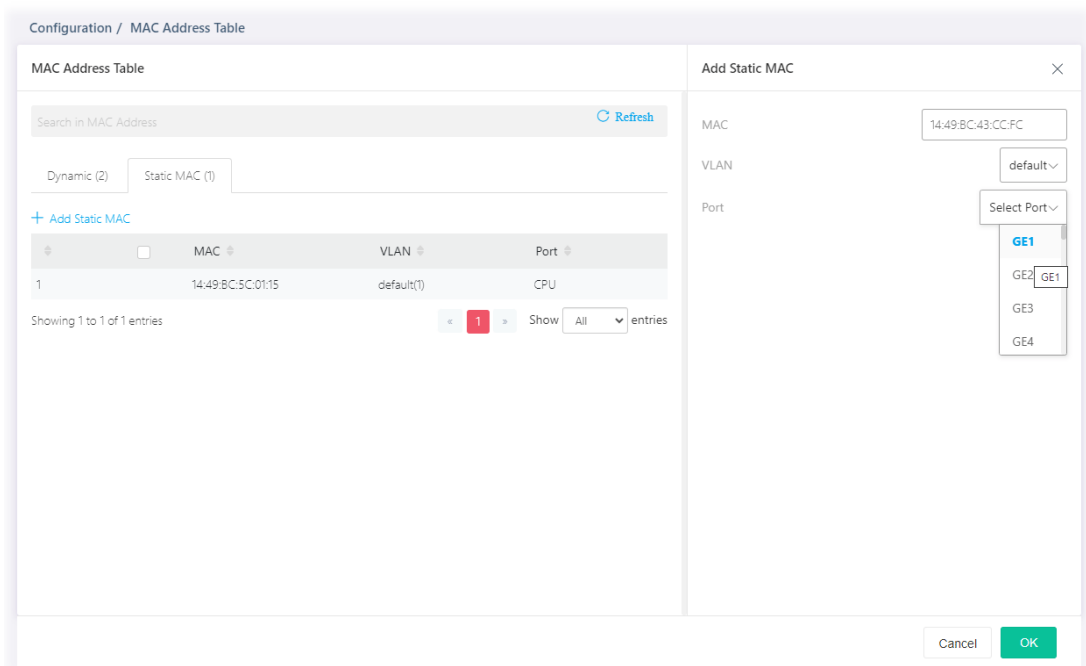 Configuration / MAC Address Table
MAC Address Table
Search in MAC Address
Refresh
Dynamic (2)
Static MAC (1)
+ Add Static MAC
MAC VLAN Port
1 14:49:BC:5C:01:15 default(1) CPU
Showing 1 to 1 of 1 entries
« 1 » Show All entries
Add Static MAC
MAC 14:49:BC:43:CC:FC
VLAN default
Port Select Port
GE1
GE2
GE1
GE3
GE4
Cancel
OK